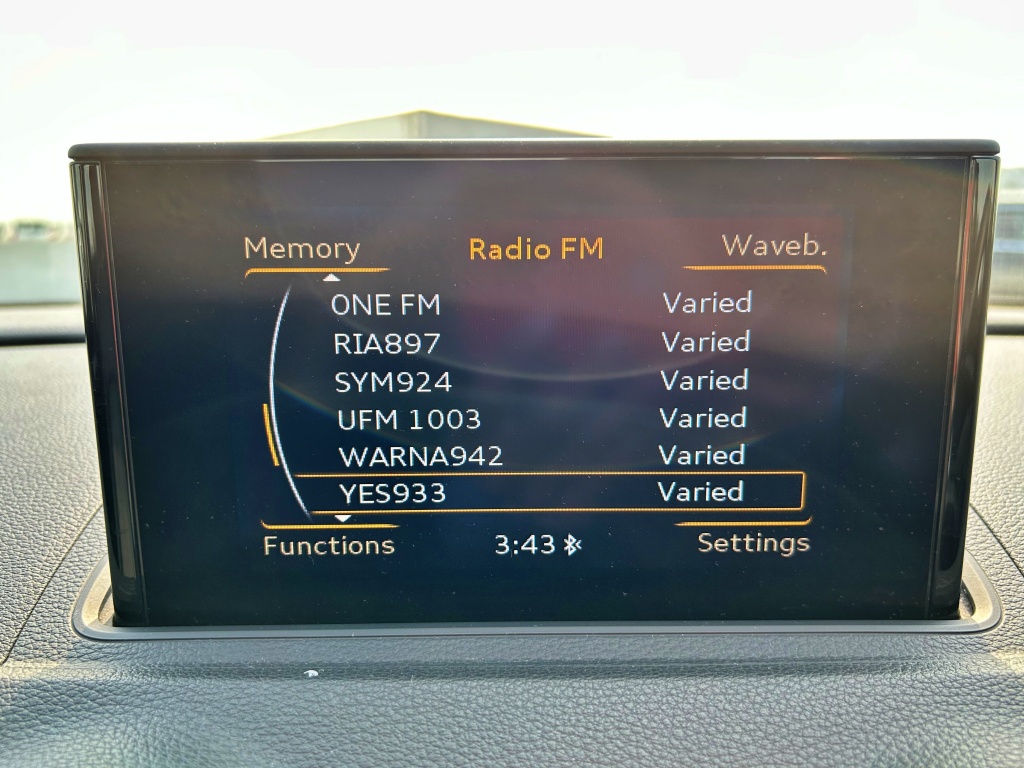 Memory Radio FM Waveb.
ONE FM Varied
RIA897 Varied
SYM924 Varied
UFM 1003 Varied
WARNA942 Varied
YES933 Varied
Functions 3:43 Settings